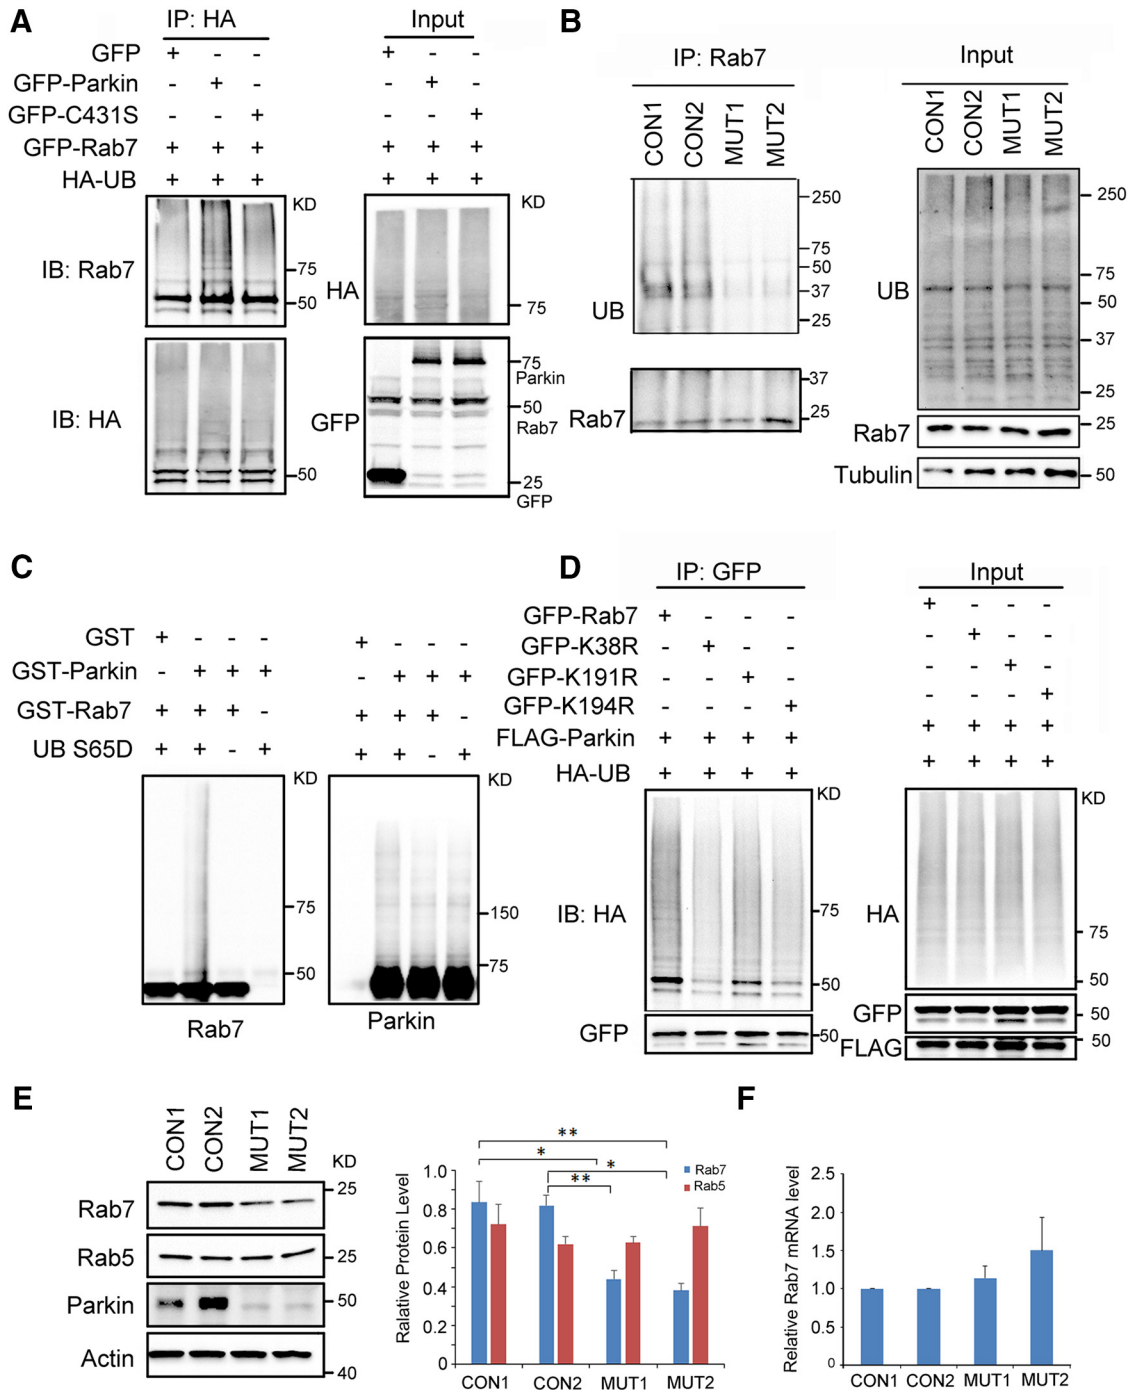 A
IP: HA
Input
GFP + - - + - -
GFP-Parkin - + - - + -
GFP-C431S - - + - - +
GFP-Rab7 + + + + + +
HA-UB + + + + + +
KD
KD
IB: Rab7
75
50
HA
75
IB: HA
50
GFP
75
Parkin
50
Rab7
25
GFP
B
IP: Rab7
Input
CON1 CON2 MUT1 MUT2
CON1 CON2 MUT1 MUT2
UB
250
75
50
37
25
Rab7
37
25
UB
250
75
50
37
25
Rab7
25
Tubulin
50
C
GST + - - - + - - -
GST-Parkin - + + + - + + +
GST-Rab7 + + + - + + + -
UB S65D + + - + + + - +
KD
KD
75
50
150
75
Rab7
Parkin
D
IP: GFP
Input
GFP-Rab7 + - - - + - - -
GFP-K38R - + - - - + - -
GFP-K191R - - + - - - + -
GFP-K194R - - - + - - - +
FLAG-Parkin + + + + + + + +
HA-UB + + + + + + + +
KD
KD
IB: HA
75
50
GFP
50
HA
75
50
GFP
50
FLAG
50
E
CON1 CON2 MUT1 MUT2
KD
Rab7
25
Rab5
25
Parkin
50
Actin
40
**
*
*
**
Rab7
Rab5
Ralative Protein Level
1.0
0.8
0.6
0.4
0.2
0
CON1 CON2 MUT1 MUT2
F
Relative Rab7 mRNA level
2.5
2.0
1.5
1.0
0.5
0
CON1 CON2 MUT1 MUT2